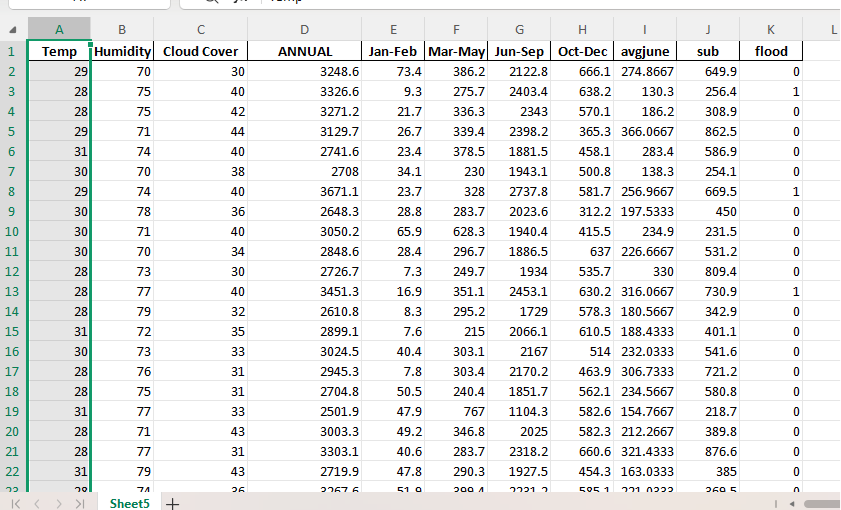 A B C D E F G H I J K L
1 Temp Humidity Cloud Cover ANNUAL Jan-Feb Mar-May Jun-Sep Oct-Dec avgjune sub flood
2 29 70 30 3248.6 73.4 386.2 2122.8 666.1 274.8667 649.9 0
3 28 75 40 3326.6 9.3 275.7 2403.4 638.2 130.3 256.4 1
4 28 75 42 3271.2 21.7 336.3 2343 570.1 186.2 308.9 0
5 29 71 44 3129.7 26.7 339.4 2398.2 365.3 366.0667 862.5 0
6 31 74 40 2741.6 23.4 378.5 1881.5 458.1 283.4 586.9 0
7 30 70 38 2708 34.1 230 1943.1 500.8 138.3 254.1 0
8 29 74 40 3671.1 23.7 328 2737.8 581.7 256.9667 669.5 1
9 30 78 36 2648.3 28.8 283.7 2023.6 312.2 197.5333 450 0
10 30 71 40 3050.2 65.9 628.3 1940.4 415.5 234.9 231.5 0
11 30 70 34 2848.6 28.4 296.7 1886.5 637 226.6667 531.2 0
12 28 73 30 2726.7 7.3 249.7 1934 535.7 330 809.4 0
13 28 77 40 3451.3 16.9 351.1 2453.1 630.2 316.0667 730.9 1
14 28 79 32 2610.8 8.3 295.2 1729 578.3 180.5667 342.9 0
15 31 72 35 2899.1 7.6 215 2066.1 610.5 188.4333 401.1 0
16 30 73 33 3024.5 40.4 303.1 2167 514 232.0333 541.6 0
17 28 76 31 2945.3 7.8 303.4 2170.2 463.9 306.7333 721.2 0
18 28 75 31 2704.8 50.5 240.4 1851.7 562.1 234.5667 580.8 0
19 31 77 33 2501.9 47.9 767 1104.3 582.6 154.7667 218.7 0
20 28 71 43 3003.3 49.2 346.8 2025 582.3 212.2667 389.8 0
21 28 77 31 3303.1 40.6 283.7 2318.2 660.6 321.4333 876.6 0
22 31 79 43 2719.9 47.8 290.3 1927.5 454.3 163.0333 385 0
23 28 74 36 3267.6 51.9 399.4 2231.2 585.1 221.0333 369.5 0
Sheet5